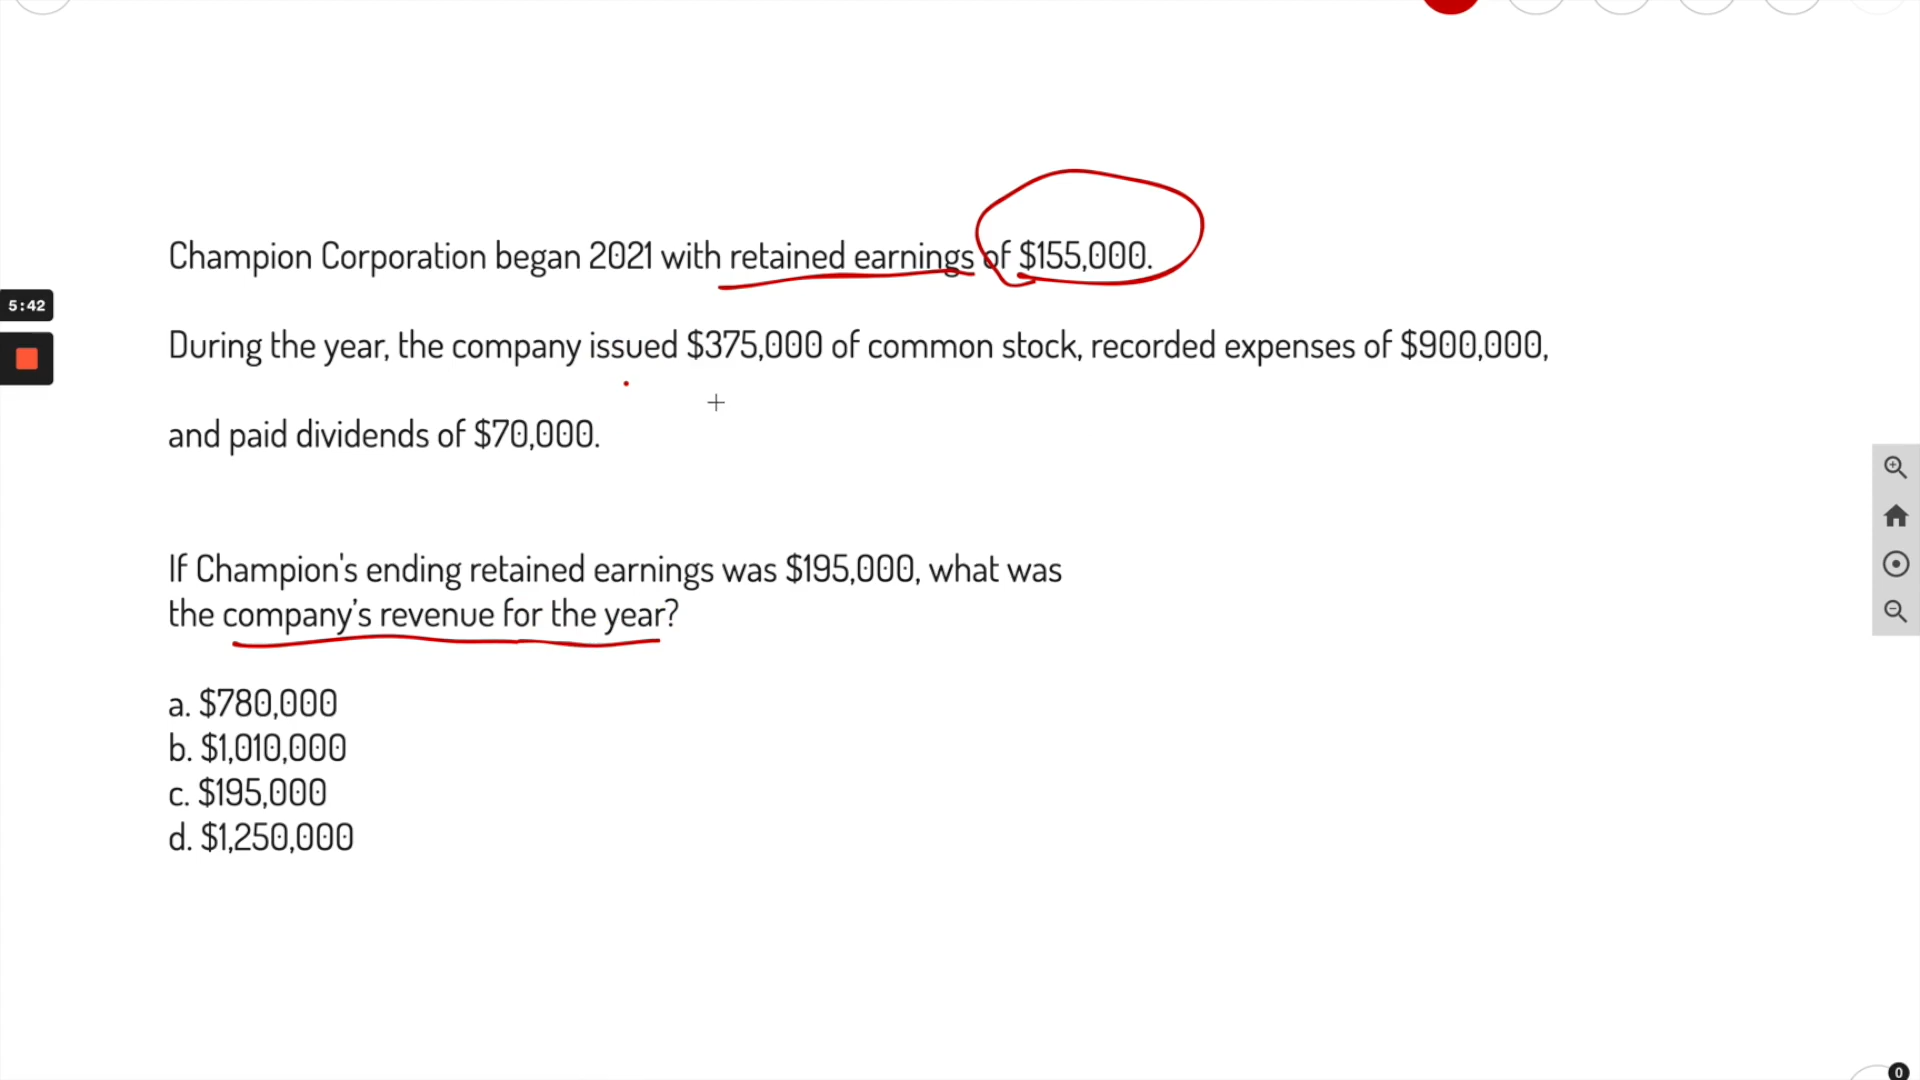 Champion Corporation began 2021 with retained earnings of $155,000.
5:42
During the year, the company issued $375,000 of common stock, recorded expenses of $900,000,
and paid dividends of $70,000.
If Champion's ending retained earnings was $195,000, what was
the company’s revenue for the year?
a. $780,000
b. $1,010,000
c. $195,000
d. $1,250,000
0